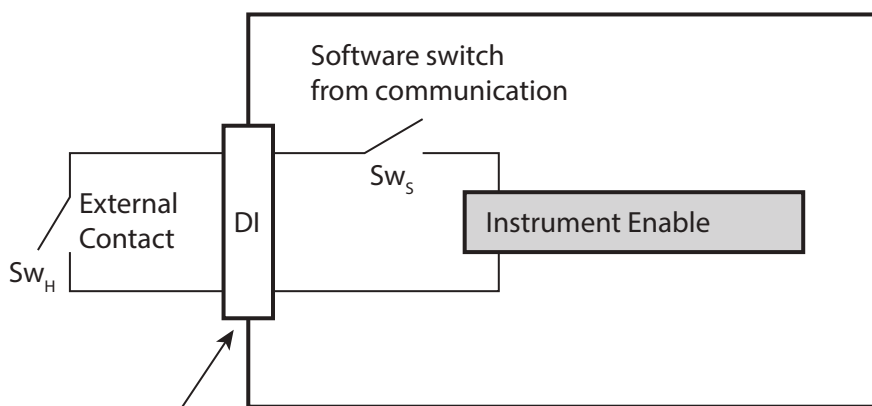 Software switch
from communication
Sw_S
External
Contact
DI
Instrument Enable
Sw_H